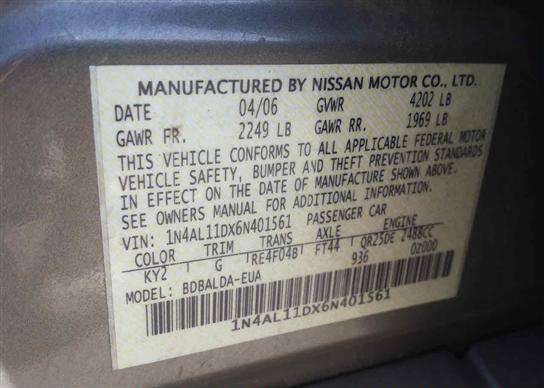 MANUFACTURED BY NISSAN MOTOR CO., LTD.
DATE 04/06 GVWR 4202 LB
GAWR FR. 2249 LB GAWR RR. 1969 LB
THIS VEHICLE CONFORMS TO ALL APPLICABLE FEDERAL MOTOR
VEHICLE SAFETY, BUMPER AND THEFT PREVENTION STANDARDS
IN EFFECT ON THE DATE OF MANUFACTURE SHOWN ABOVE.
SEE OWNERS MANUAL FOR ADDITIONAL INFORMATION.
VIN: 1N4AL11DX6N401561 PASSENGER CAR
COLOR TRIM TRANS AXLE ENGINE
KY2 G RE4F04B FT44 QR25DE 2488CC
936 02000
MODEL: BDBALDA-EUA
1N4AL11DX6N401561